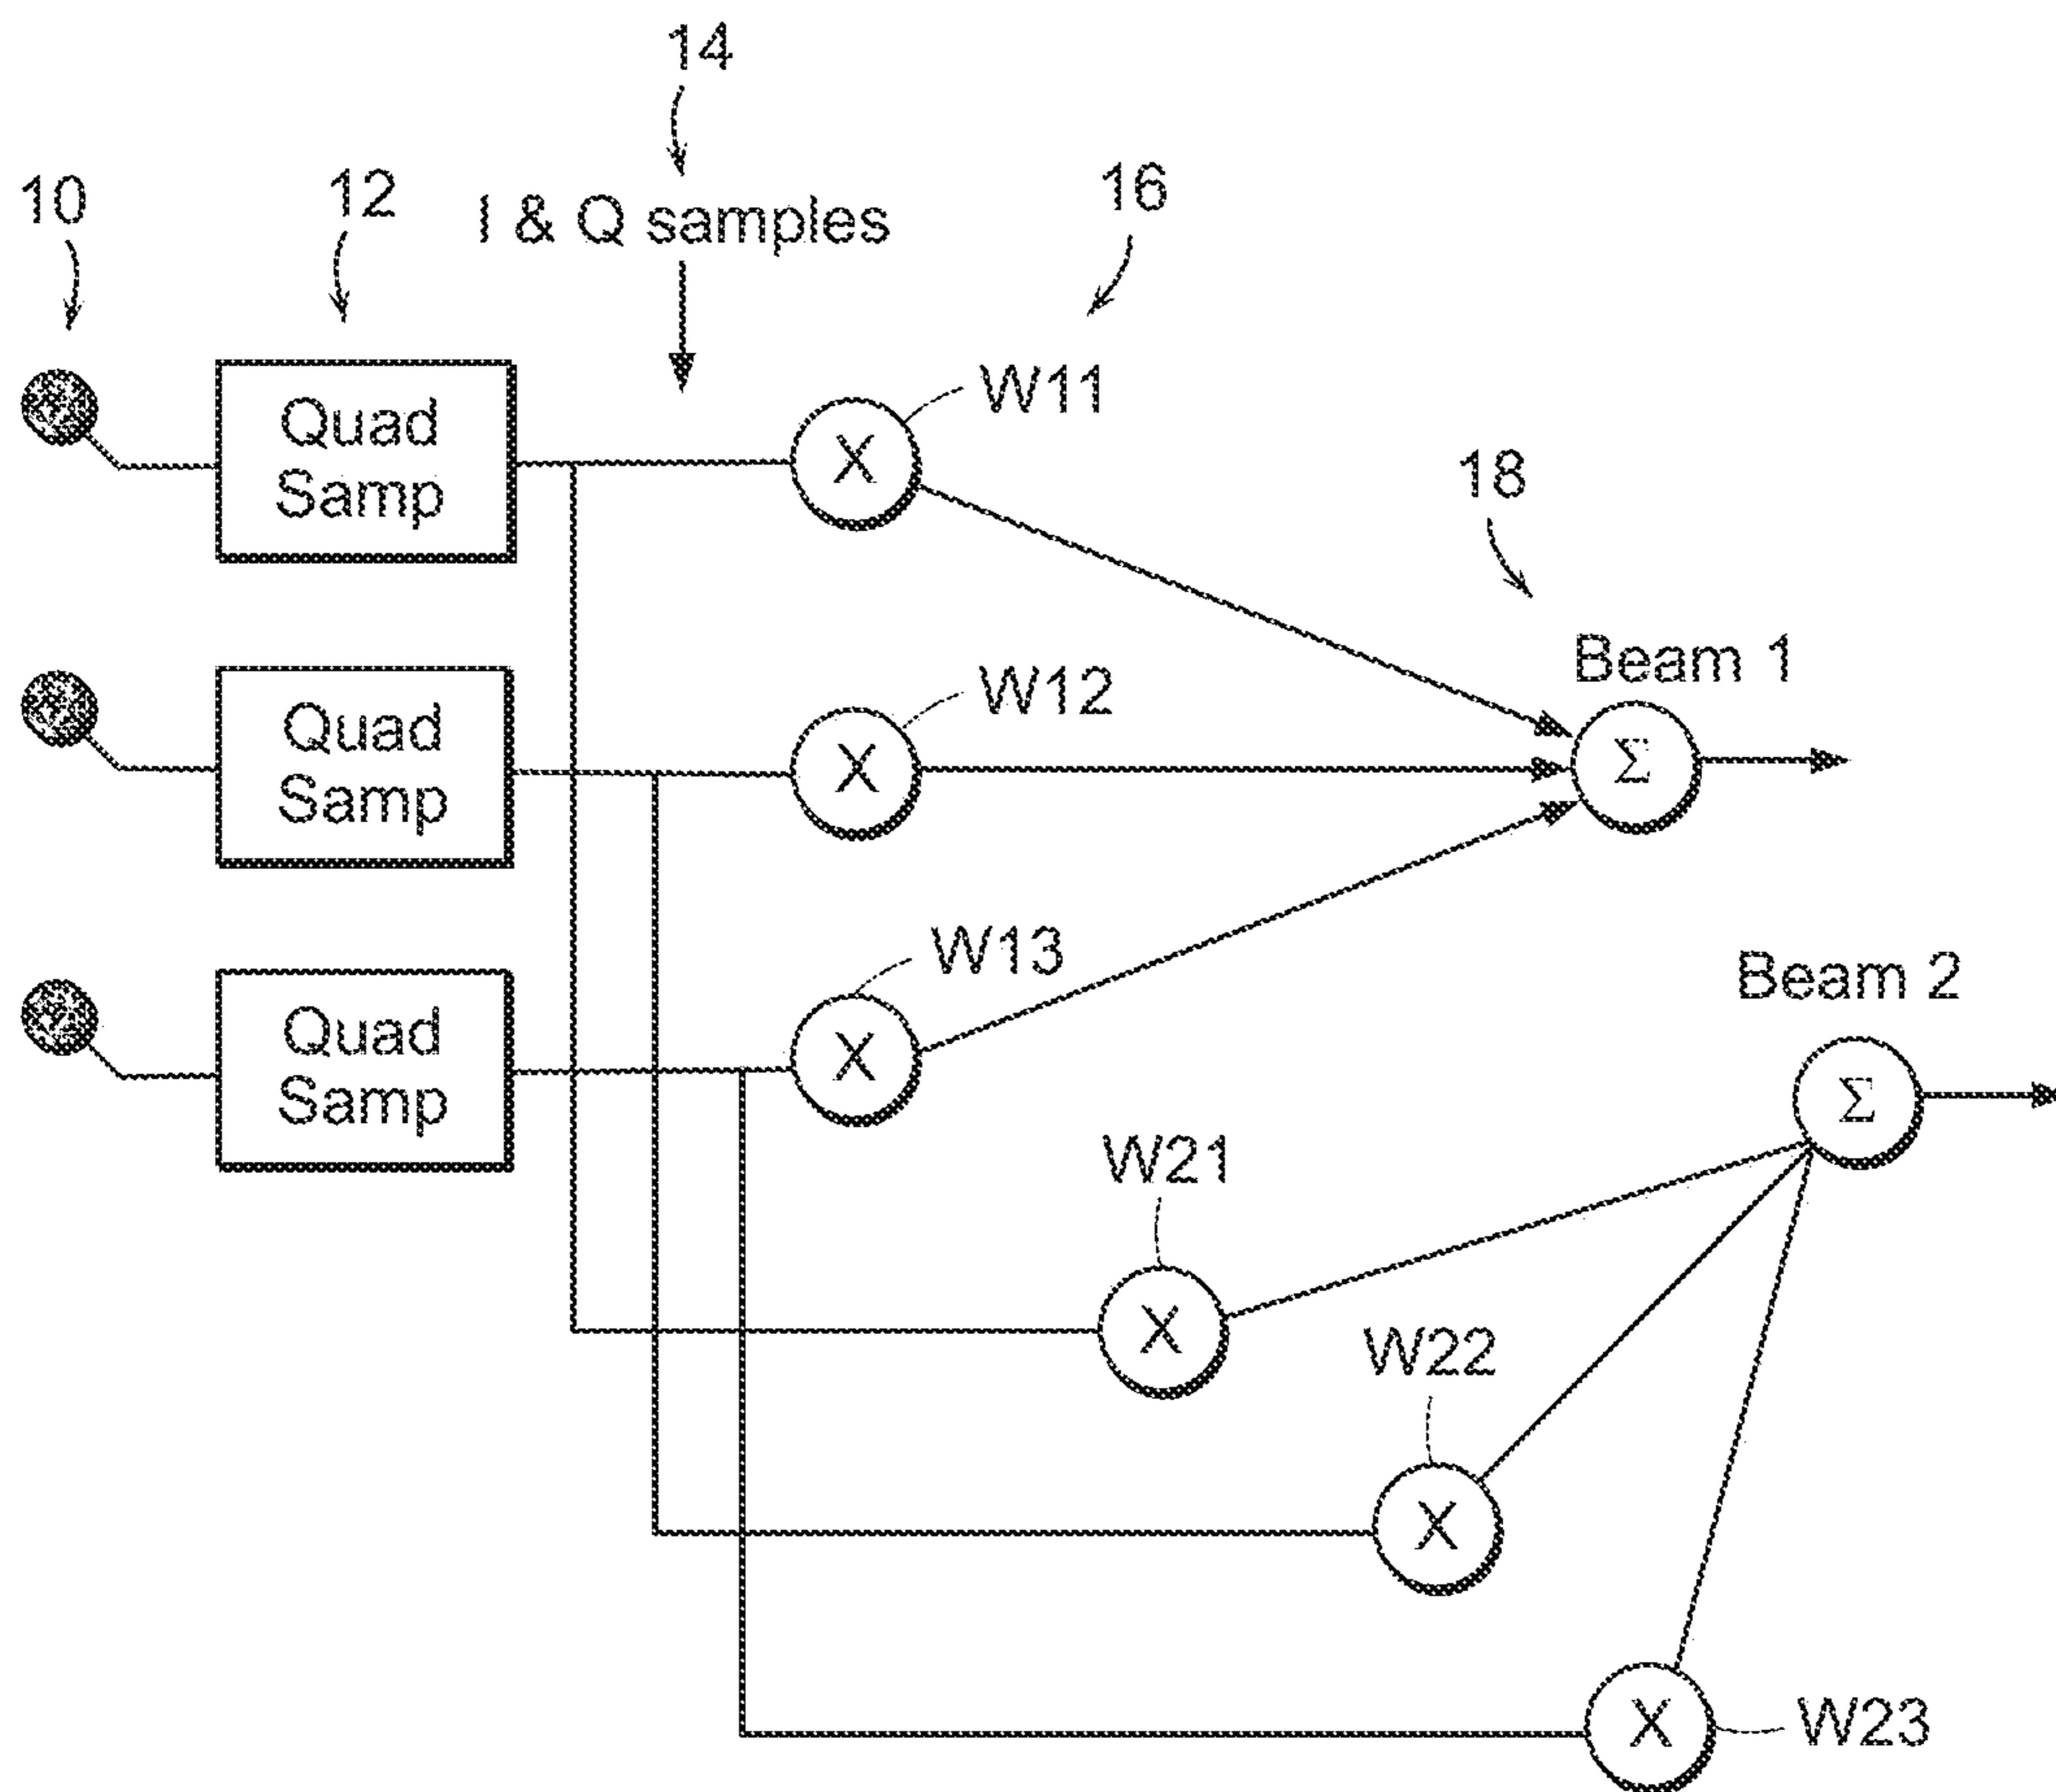 14
10
12
I & Q samples
16
Quad
Samp
X
W11
18
Quad
Samp
X
W12
Beam 1
Σ
Quad
Samp
X
W13
Beam 2
Σ
W21
X
W22
X
X
W23